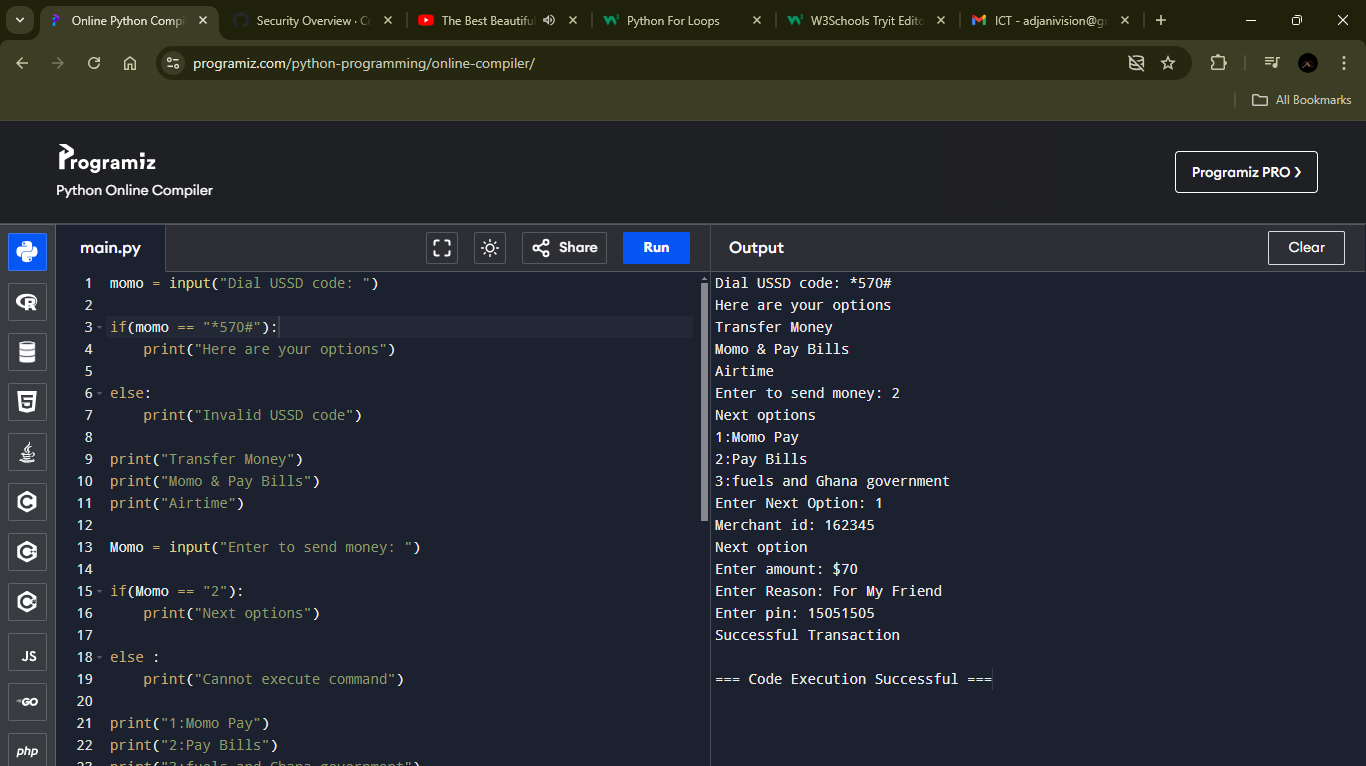 Online Python Compi
Security Overview · C
The Best Beautiful
Python For Loops
W3Schools Tryit Edito
ICT - adjanivision@g
programiz.com/python-programming/online-compiler/
All Bookmarks
Programiz
Python Online Compiler
Programiz PRO ❯
main.py
Share
Run
Output
Clear
1 momo = input("Dial USSD code: ")
2
3 if(momo == "*570#"):
4     print("Here are your options")
5
6 else:
7     print("Invalid USSD code")
8
9 print("Transfer Money")
10 print("Momo & Pay Bills")
11 print("Airtime")
12
13 Momo = input("Enter to send money: ")
14
15 if(Momo == "2"):
16     print("Next options")
17
18 else :
19     print("Cannot execute command")
20
21 print("1:Momo Pay")
22 print("2:Pay Bills")
23 print("3:fuels and Ghana government")
Dial USSD code: *570#
Here are your options
Transfer Money
Momo & Pay Bills
Airtime
Enter to send money: 2
Next options
1:Momo Pay
2:Pay Bills
3:fuels and Ghana government
Enter Next Option: 1
Merchant id: 162345
Next option
Enter amount: $70
Enter Reason: For My Friend
Enter pin: 15051505
Successful Transaction
=== Code Execution Successful ===
JS
GO
php